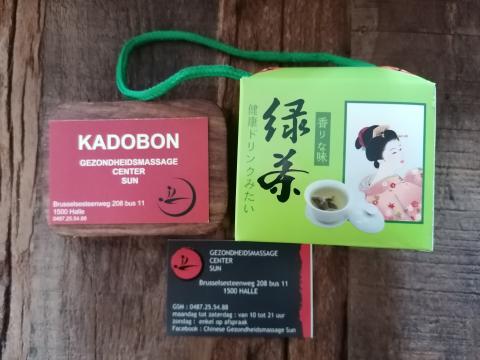 KADOBON
GEZONDHEIDSMASSAGE
CENTER
SUN
Brusselsesteenweg 208 bus 11
1500 Halle
0487.25.54.88
緑茶
健康ドリンクみたい
香りな味
GEZONDHEIDSMASSAGE
CENTER
SUN
Brusselsesteenweg 208 bus 11
1500 HALLE
GSM : 0487.25.54.88
maandag tot zaterdag : van 10 tot 21 uur
zondag : enkel op afspraak
Facebook : Chinese Gezondheidsmassage Sun